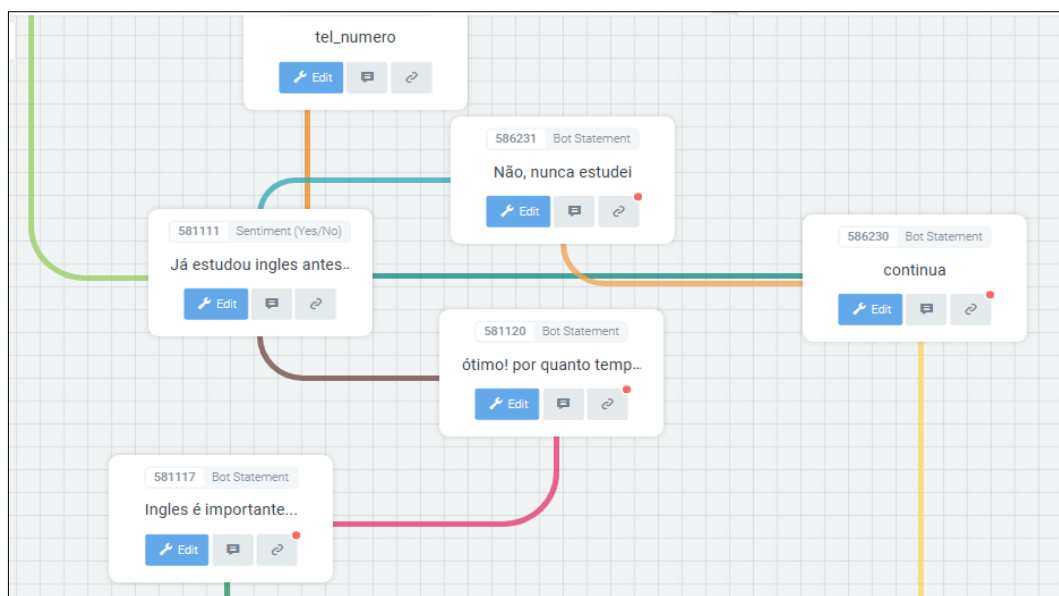 tel_numero
Edit
586231 Bot Statement
Não, nunca estudei
Edit
581111 Sentiment (Yes/No)
Já estudou ingles antes..
Edit
586230 Bot Statement
continua
Edit
581120 Bot Statement
ótimo! por quanto temp...
Edit
581117 Bot Statement
Ingles é importante...
Edit